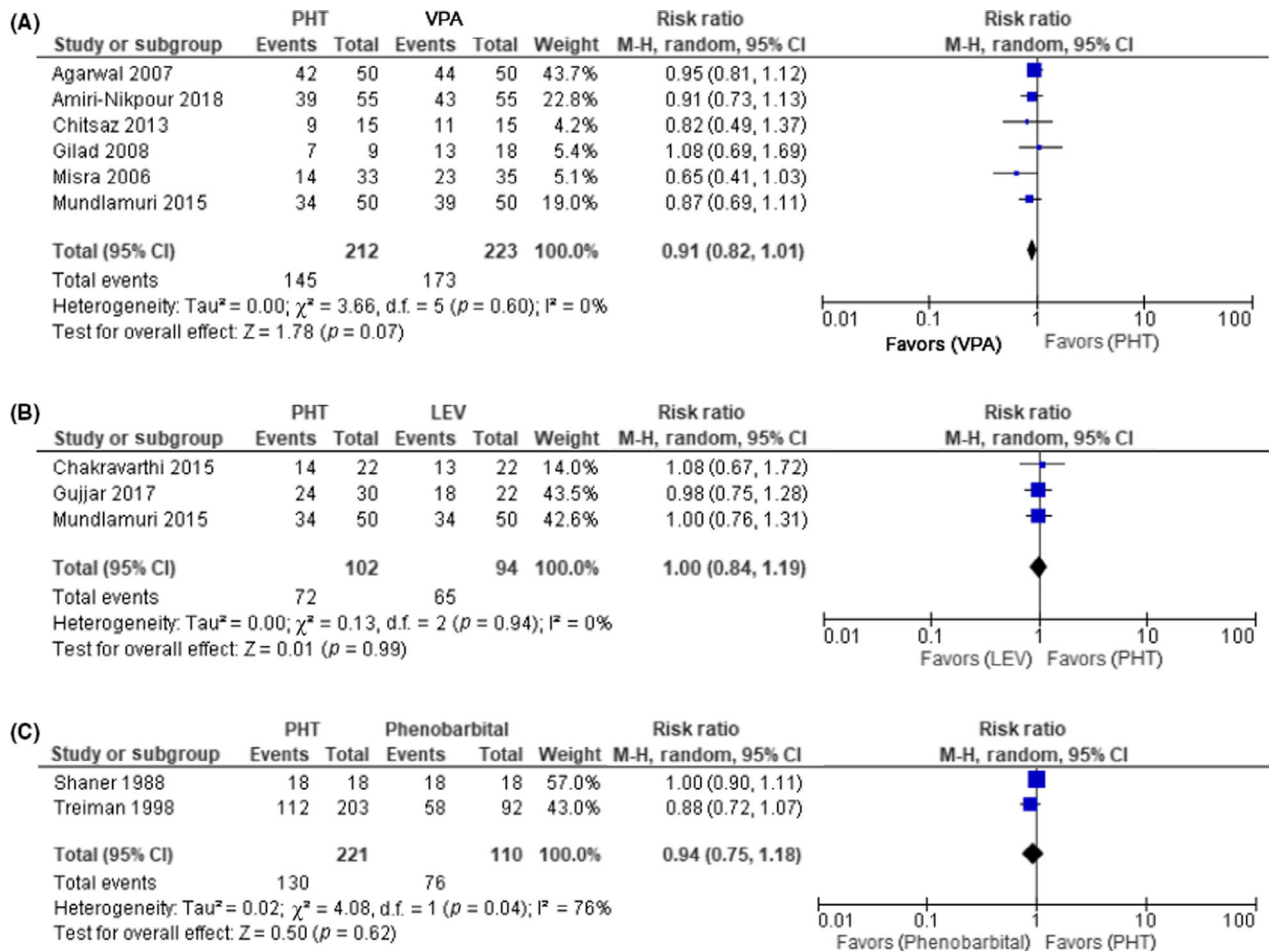 (A) PHT VPA Risk ratio Risk ratio
Study or subgroup Events Total Events Total Weight M-H, random, 95% CI M-H, random, 95% CI
Agarwal 2007 42 50 44 50 43.7% 0.95 (0.81, 1.12)
Amiri-Nikpour 2018 39 55 43 55 22.8% 0.91 (0.73, 1.13)
Chitsaz 2013 9 15 11 15 4.2% 0.82 (0.49, 1.37)
Gilad 2008 7 9 13 18 5.4% 1.08 (0.69, 1.69)
Misra 2006 14 33 23 35 5.1% 0.65 (0.41, 1.03)
Mundlamuri 2015 34 50 39 50 19.0% 0.87 (0.69, 1.11)
Total (95% CI) 212 223 100.0% 0.91 (0.82, 1.01)
Total events 145 173
Heterogeneity: Tau² = 0.00; χ² = 3.66, d.f. = 5 (p = 0.60); I² = 0%
Test for overall effect: Z = 1.78 (p = 0.07)
0.01 0.1 1 10 100
Favors (VPA) Favors (PHT)
(B) PHT LEV Risk ratio Risk ratio
Study or subgroup Events Total Events Total Weight M-H, random, 95% CI M-H, random, 95% CI
Chakravarthi 2015 14 22 13 22 14.0% 1.08 (0.67, 1.72)
Gujjar 2017 24 30 18 22 43.5% 0.98 (0.75, 1.28)
Mundlamuri 2015 34 50 34 50 42.6% 1.00 (0.76, 1.31)
Total (95% CI) 102 94 100.0% 1.00 (0.84, 1.19)
Total events 72 65
Heterogeneity: Tau² = 0.00; χ² = 0.13, d.f. = 2 (p = 0.94); I² = 0%
Test for overall effect: Z = 0.01 (p = 0.99)
0.01 0.1 1 10 100
Favors (LEV) Favors (PHT)
(C) PHT Phenobarbital Risk ratio Risk ratio
Study or subgroup Events Total Events Total Weight M-H, random, 95% CI M-H, random, 95% CI
Shaner 1988 18 18 18 18 57.0% 1.00 (0.90, 1.11)
Treiman 1998 112 203 58 92 43.0% 0.88 (0.72, 1.07)
Total (95% CI) 221 110 100.0% 0.94 (0.75, 1.18)
Total events 130 76
Heterogeneity: Tau² = 0.02; χ² = 4.08, d.f. = 1 (p = 0.04); I² = 76%
Test for overall effect: Z = 0.50 (p = 0.62)
0.01 0.1 1 10 100
Favors (Phenobarbital) Favors (PHT)